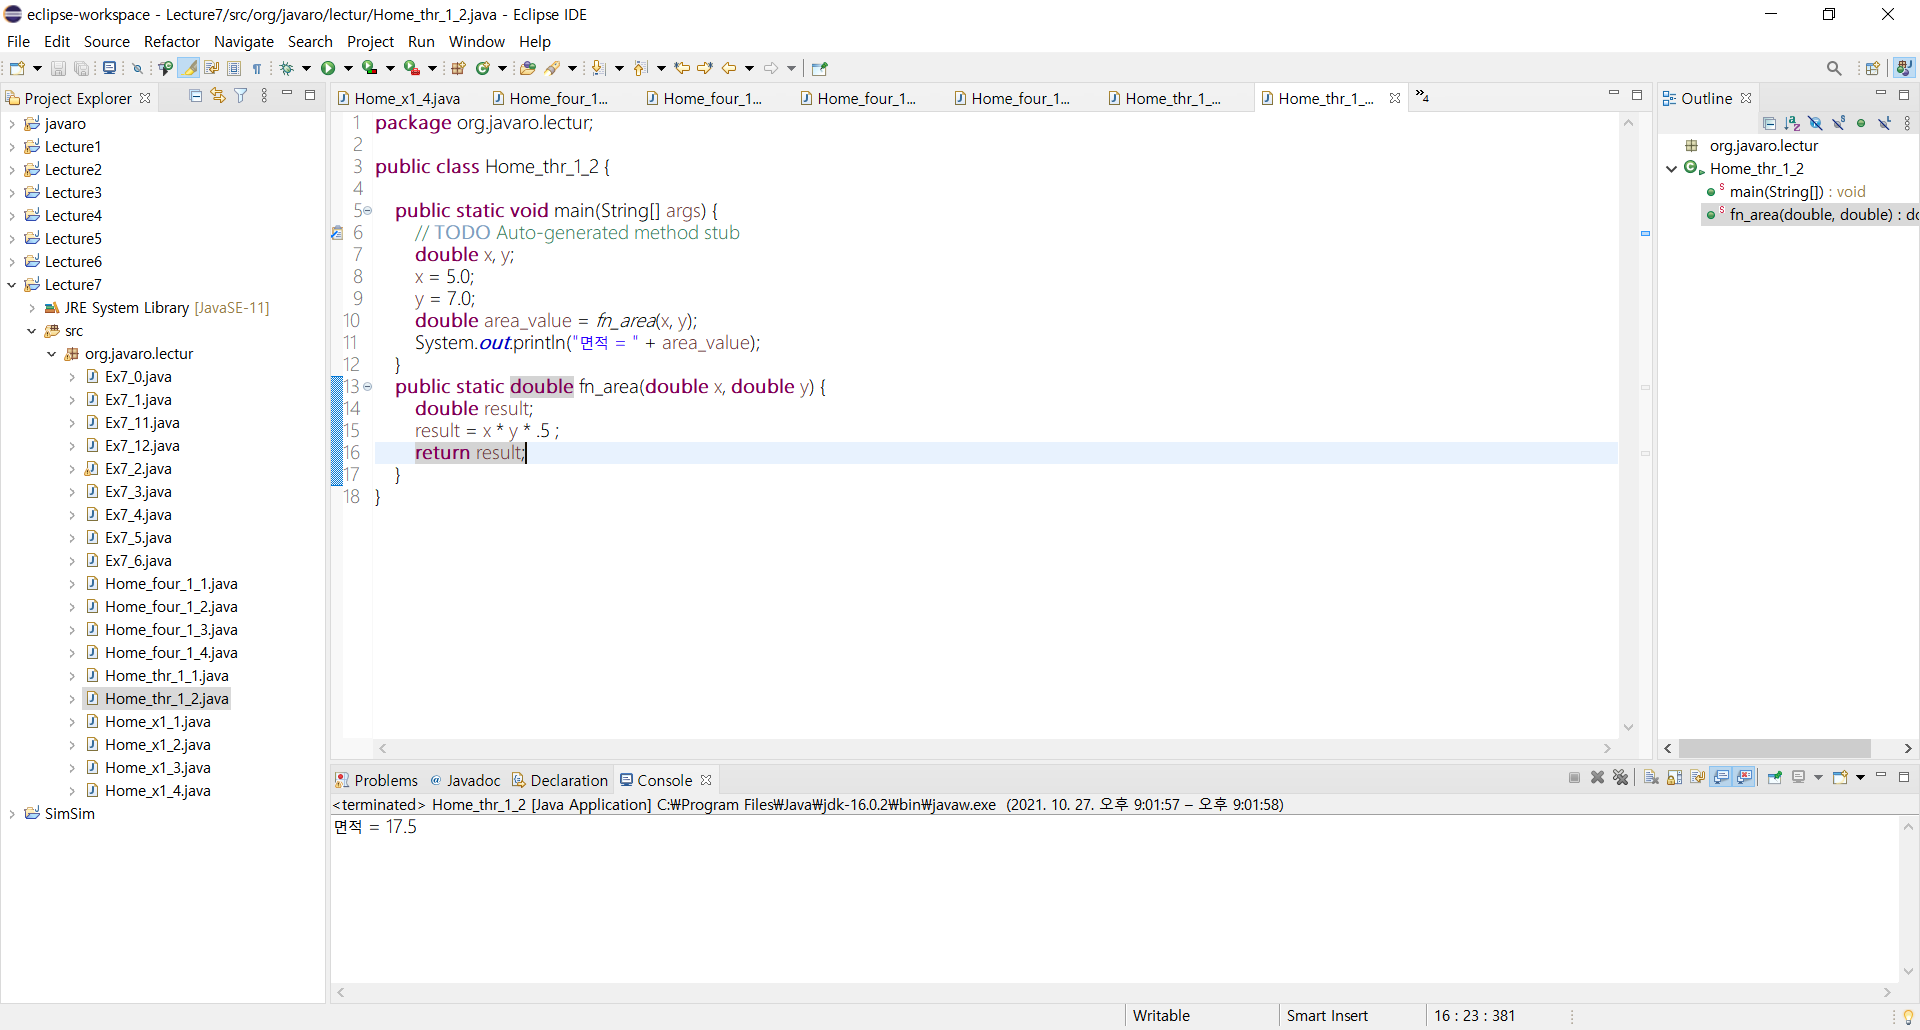 eclipse-workspace - Lecture7/src/org/javaro/lectur/Home_thr_1_2.java - Eclipse IDE
File Edit Source Refactor Navigate Search Project Run Window Help
Project Explorer
javaro
Lecture1
Lecture2
Lecture3
Lecture4
Lecture5
Lecture6
Lecture7
JRE System Library [JavaSE-11]
src
org.javaro.lectur
Ex7_0.java
Ex7_1.java
Ex7_11.java
Ex7_12.java
Ex7_2.java
Ex7_3.java
Ex7_4.java
Ex7_5.java
Ex7_6.java
Home_four_1_1.java
Home_four_1_2.java
Home_four_1_3.java
Home_four_1_4.java
Home_thr_1_1.java
Home_thr_1_2.java
Home_x1_1.java
Home_x1_2.java
Home_x1_3.java
Home_x1_4.java
SimSim
Home_x1_4.java Home_four_1... Home_four_1... Home_four_1... Home_four_1... Home_thr_1_... Home_thr_1_... »4
1 package org.javaro.lectur;
2
3 public class Home_thr_1_2 {
4
5 public static void main(String[] args) {
6 // TODO Auto-generated method stub
7 double x, y;
8 x = 5.0;
9 y = 7.0;
10 double area_value = fn_area(x, y);
11 System.out.println("면적 = " + area_value);
12 }
13 public static double fn_area(double x, double y) {
14 double result;
15 result = x * y * .5 ;
16 return result;
17 }
18 }
Outline
org.javaro.lectur
Home_thr_1_2
main(String[]) : void
fn_area(double, double) : do
Problems @ Javadoc Declaration Console
<terminated> Home_thr_1_2 [Java Application] C:₩Program Files₩Java₩jdk-16.0.2₩bin₩javaw.exe (2021. 10. 27. 오후 9:01:57 – 오후 9:01:58)
면적 = 17.5
Writable Smart Insert 16 : 23 : 381